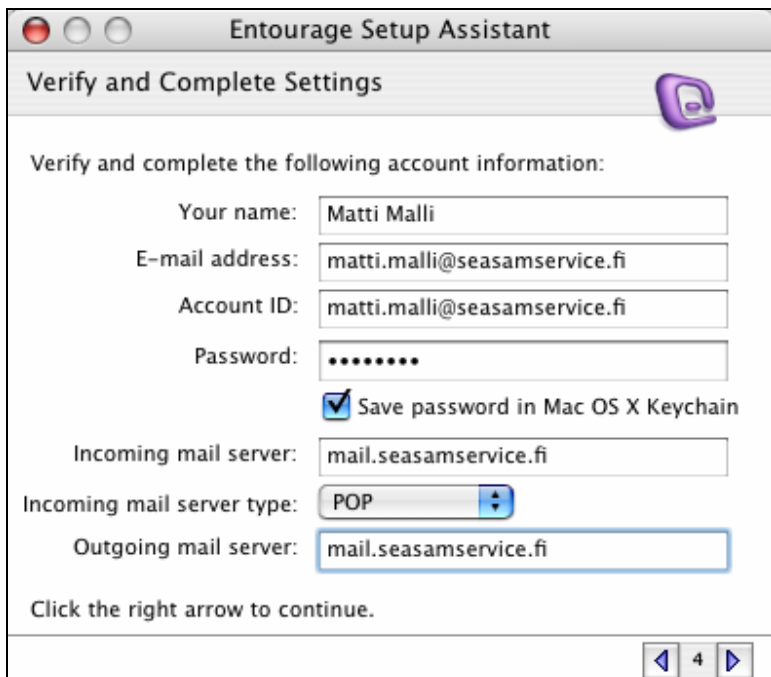 Entourage Setup Assistant
Verify and Complete Settings
Verify and complete the following account information:
Your name: Matti Malli
E-mail address: matti.malli@seasamservice.fi
Account ID: matti.malli@seasamservice.fi
Password: ••••••••
Save password in Mac OS X Keychain
Incoming mail server: mail.seasamservice.fi
Incoming mail server type: POP
Outgoing mail server: mail.seasamservice.fi
Click the right arrow to continue.
4